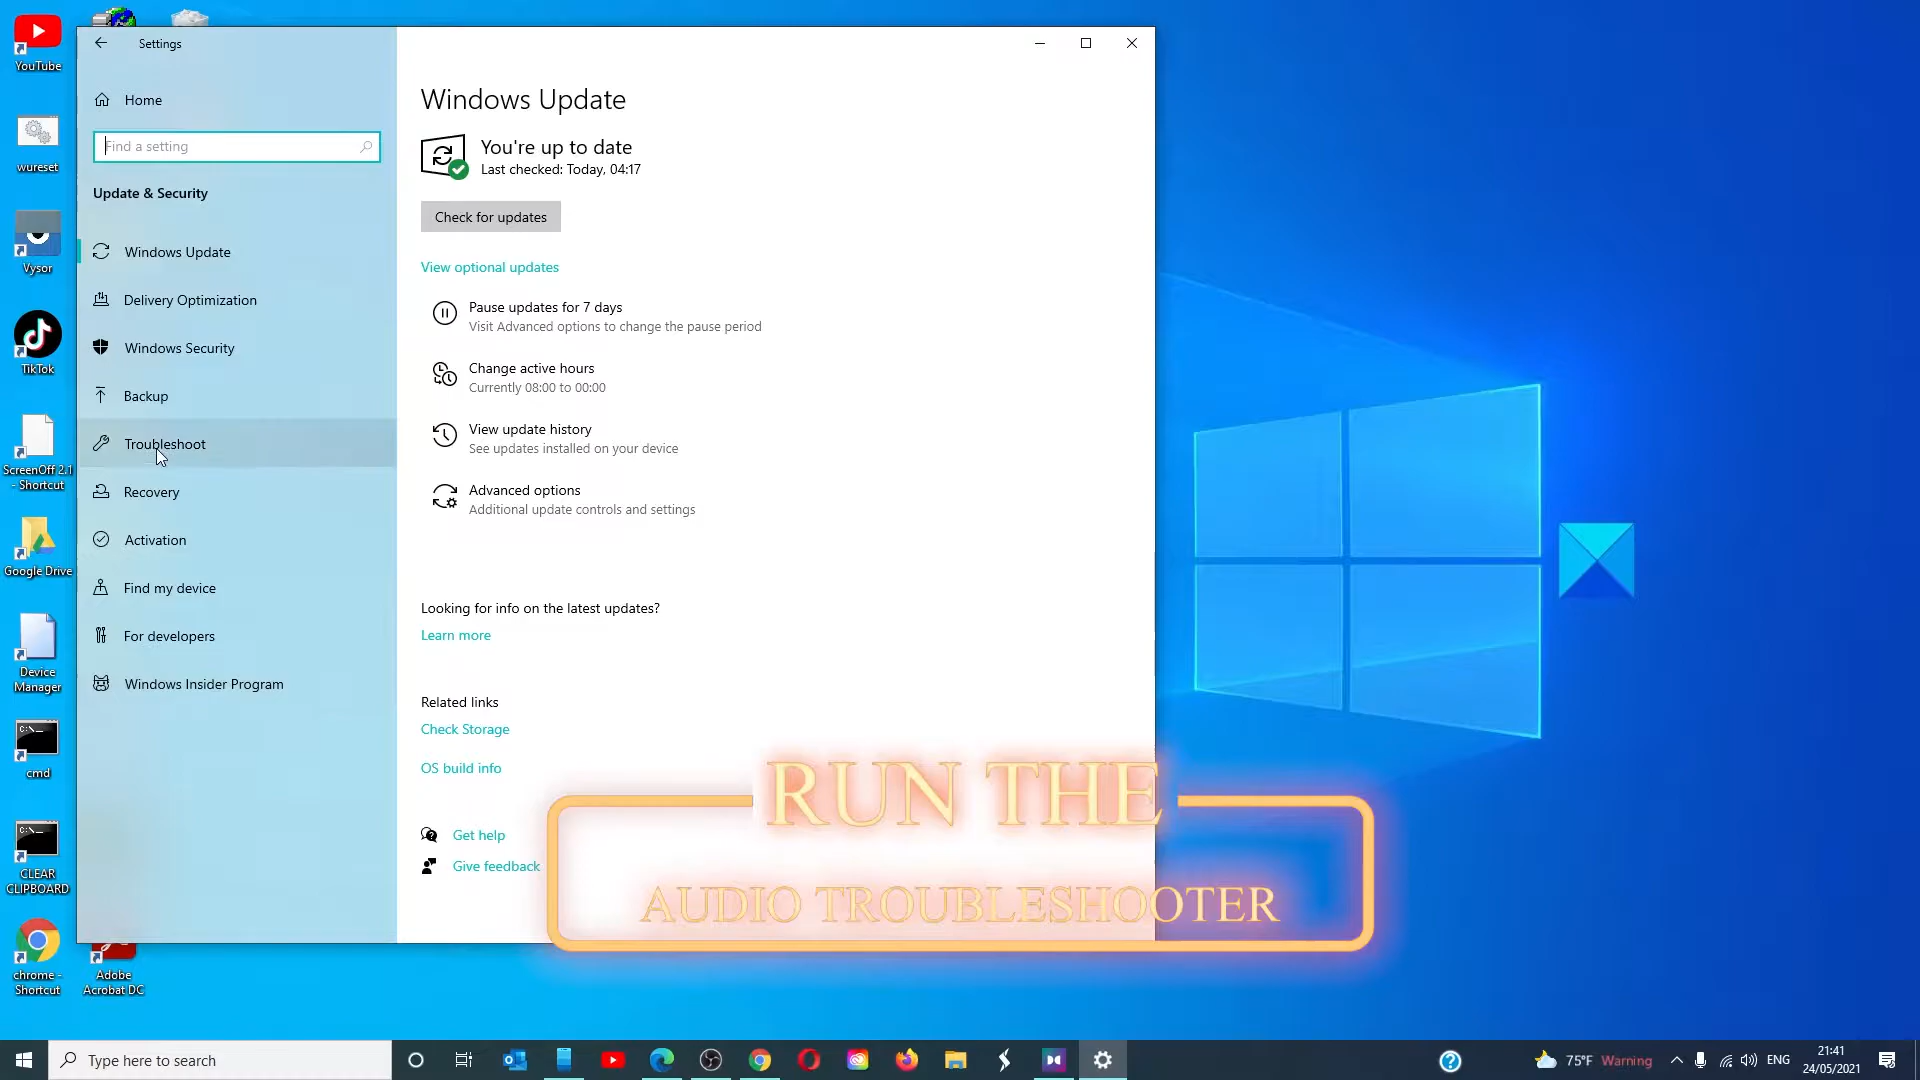 YouTube
wureset
Vysor
TikTok
ScreenOff 2.1
- Shortcut
Google Drive
Device
Manager
cmd
CLEAR
CLIPBOARD
chrome -
Shortcut
Adobe
Acrobat DC
Settings
Home
Find a setting
Update & Security
Windows Update
Delivery Optimization
Windows Security
Backup
Troubleshoot
Recovery
Activation
Find my device
For developers
Windows Insider Program
Windows Update
You're up to date
Last checked: Today, 04:17
Check for updates
View optional updates
Pause updates for 7 days
Visit Advanced options to change the pause period
Change active hours
Currently 08:00 to 00:00
View update history
See updates installed on your device
Advanced options
Additional update controls and settings
Looking for info on the latest updates?
Learn more
Related links
Check Storage
OS build info
Get help
Give feedback
RUN THE
AUDIO TROUBLESHOOTER
Type here to search
75°F Warning
ENG
21:41
24/05/2021